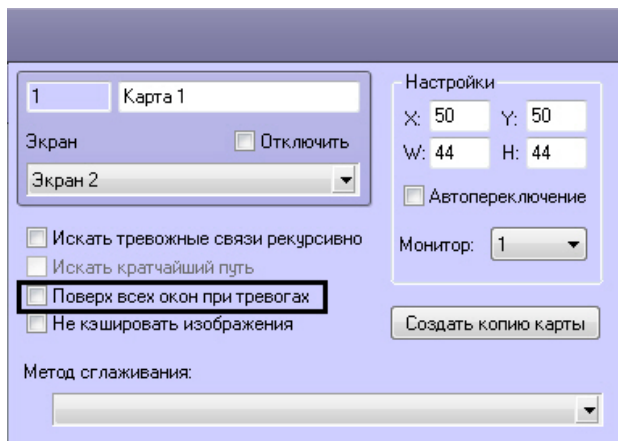 1 Карта 1
Экран Отключить
Экран 2
Искать тревожные связи рекурсивно
Искать кратчайший путь
Поверх всех окон при тревогах
Не кэшировать изображения
Метод сглаживания:
Настройки
X: 50 Y: 50
W: 44 H: 44
Автопереключение
Монитор: 1
Создать копию карты